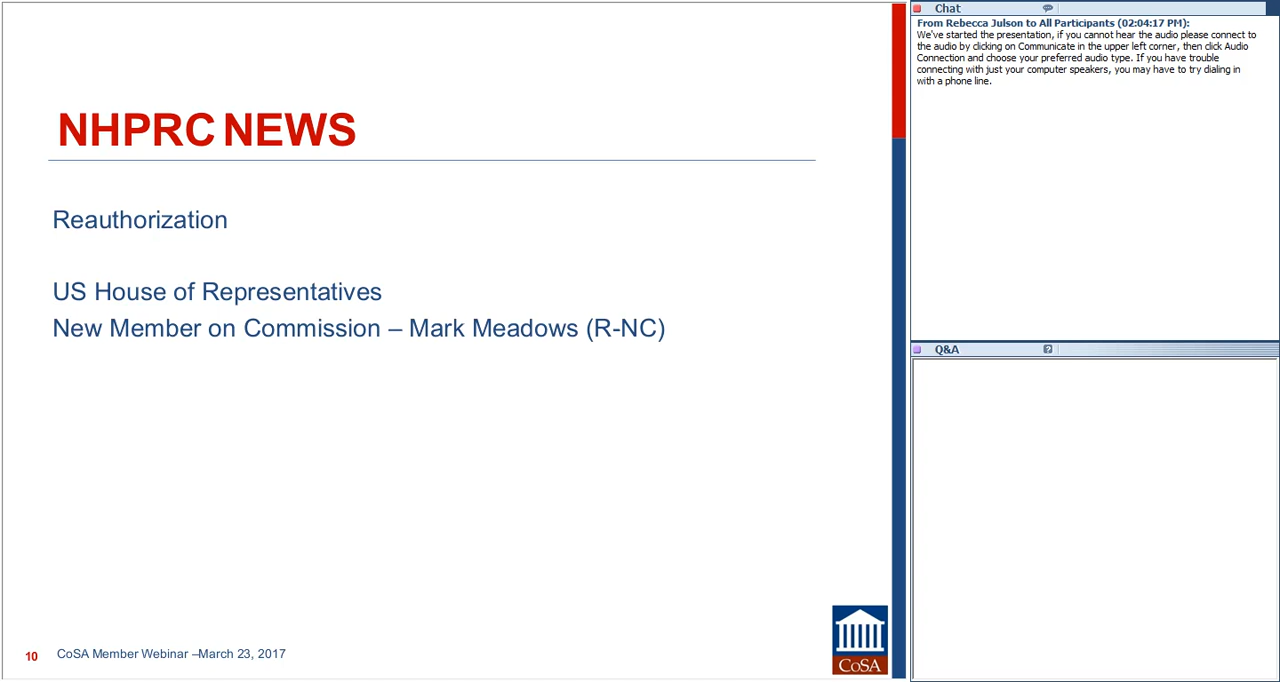 NHPRC NEWS
Reauthorization
US House of Representatives
New Member on Commission – Mark Meadows (R-NC)
10
CoSA Member Webinar –March 23, 2017
CoSA
Chat
From Rebecca Julson to All Participants (02:04:17 PM):
We've started the presentation, if you cannot hear the audio please connect to
the audio by clicking on Communicate in the upper left corner, then click Audio
Connection and choose your preferred audio type. If you have trouble
connecting with just your computer speakers, you may have to try dialing in
with a phone line.
Q&A
?